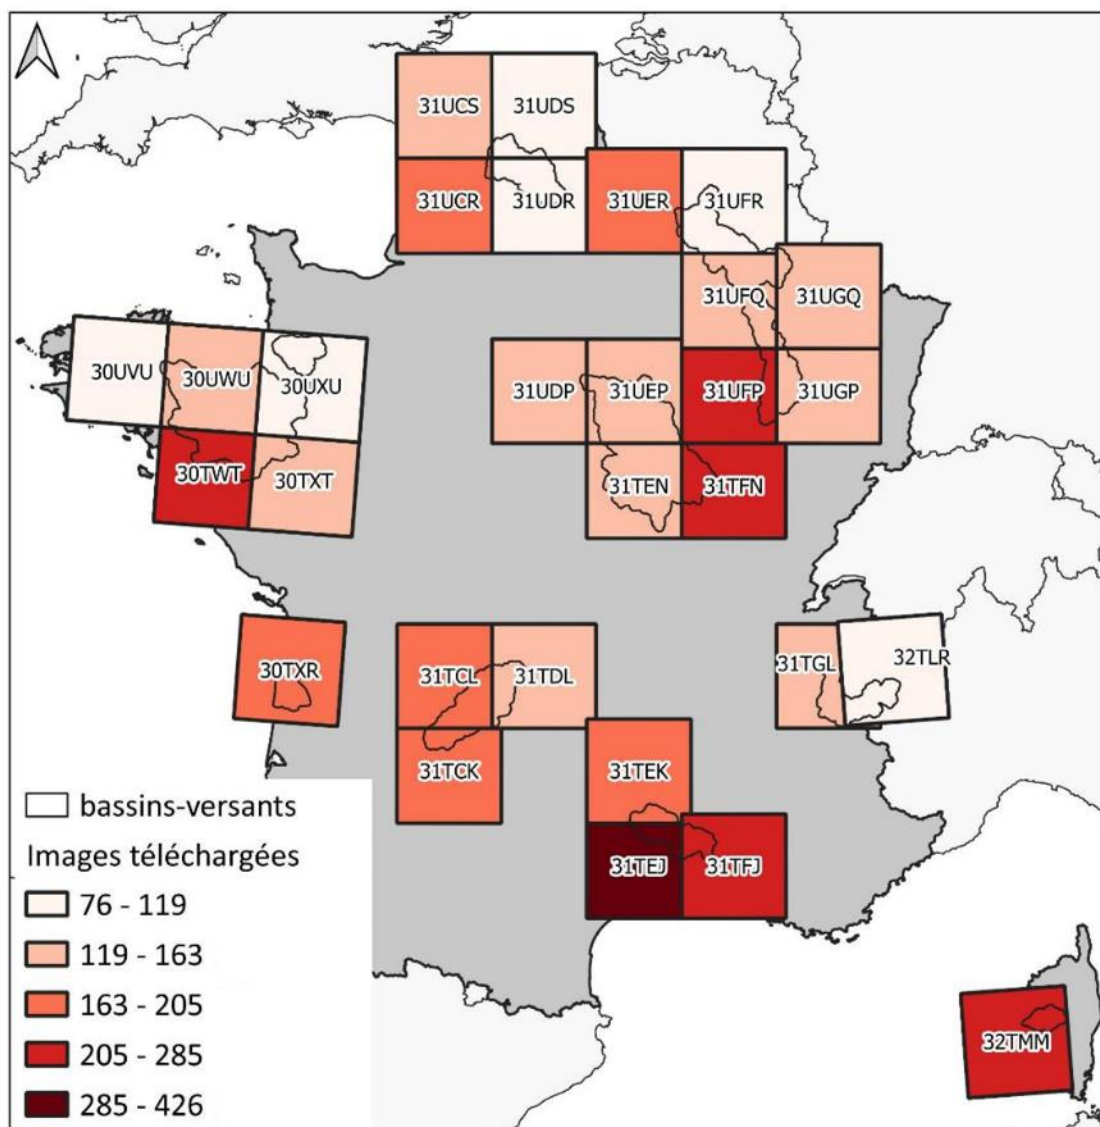 31UCS
31UDS
31UCR
31UDR
31UER
31UFR
31UFQ
31UGQ
30UVU
30UWU
30UXU
31UDP
31UEP
31UFP
31UGP
30TWT
30TXT
31TEN
31TFN
30TXR
31TCL
31TDL
31TGL
32TLR
31TCK
31TEK
31TEJ
31TFJ
32TMM
bassins-versants
Images téléchargées
76 - 119
119 - 163
163 - 205
205 - 285
285 - 426